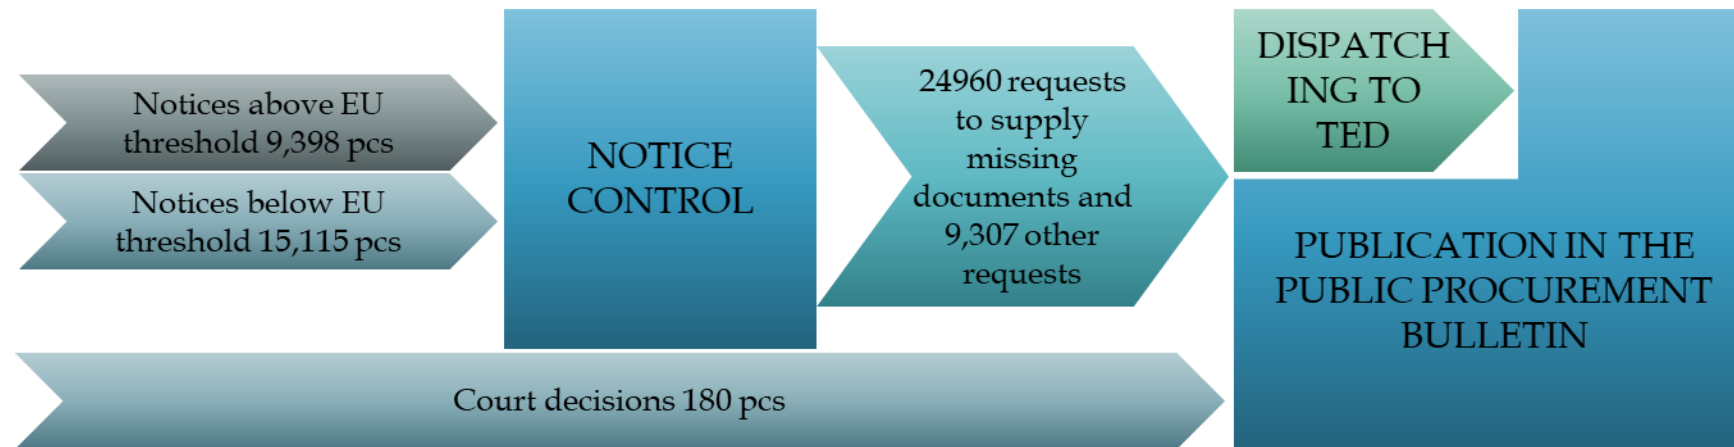 Notices above EU
threshold 9,398 pcs
Notices below EU
threshold 15,115 pcs
NOTICE
CONTROL
24960 requests
to supply
missing
documents and
9,307 other
requests
DISPATCH
ING TO
TED
PUBLICATION IN THE
PUBLIC PROCUREMENT
BULLETIN
Court decisions 180 pcs